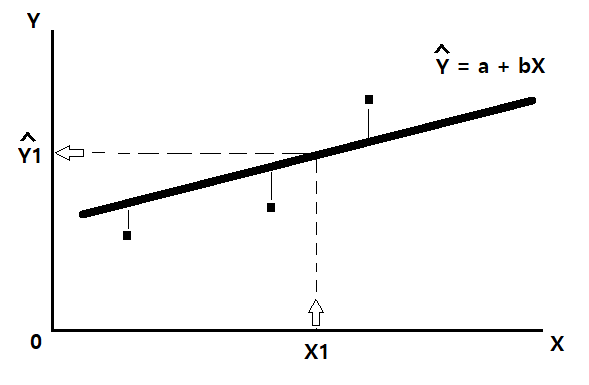 Y
Ŷ = a + bX
Ŷ1
0
X1
X